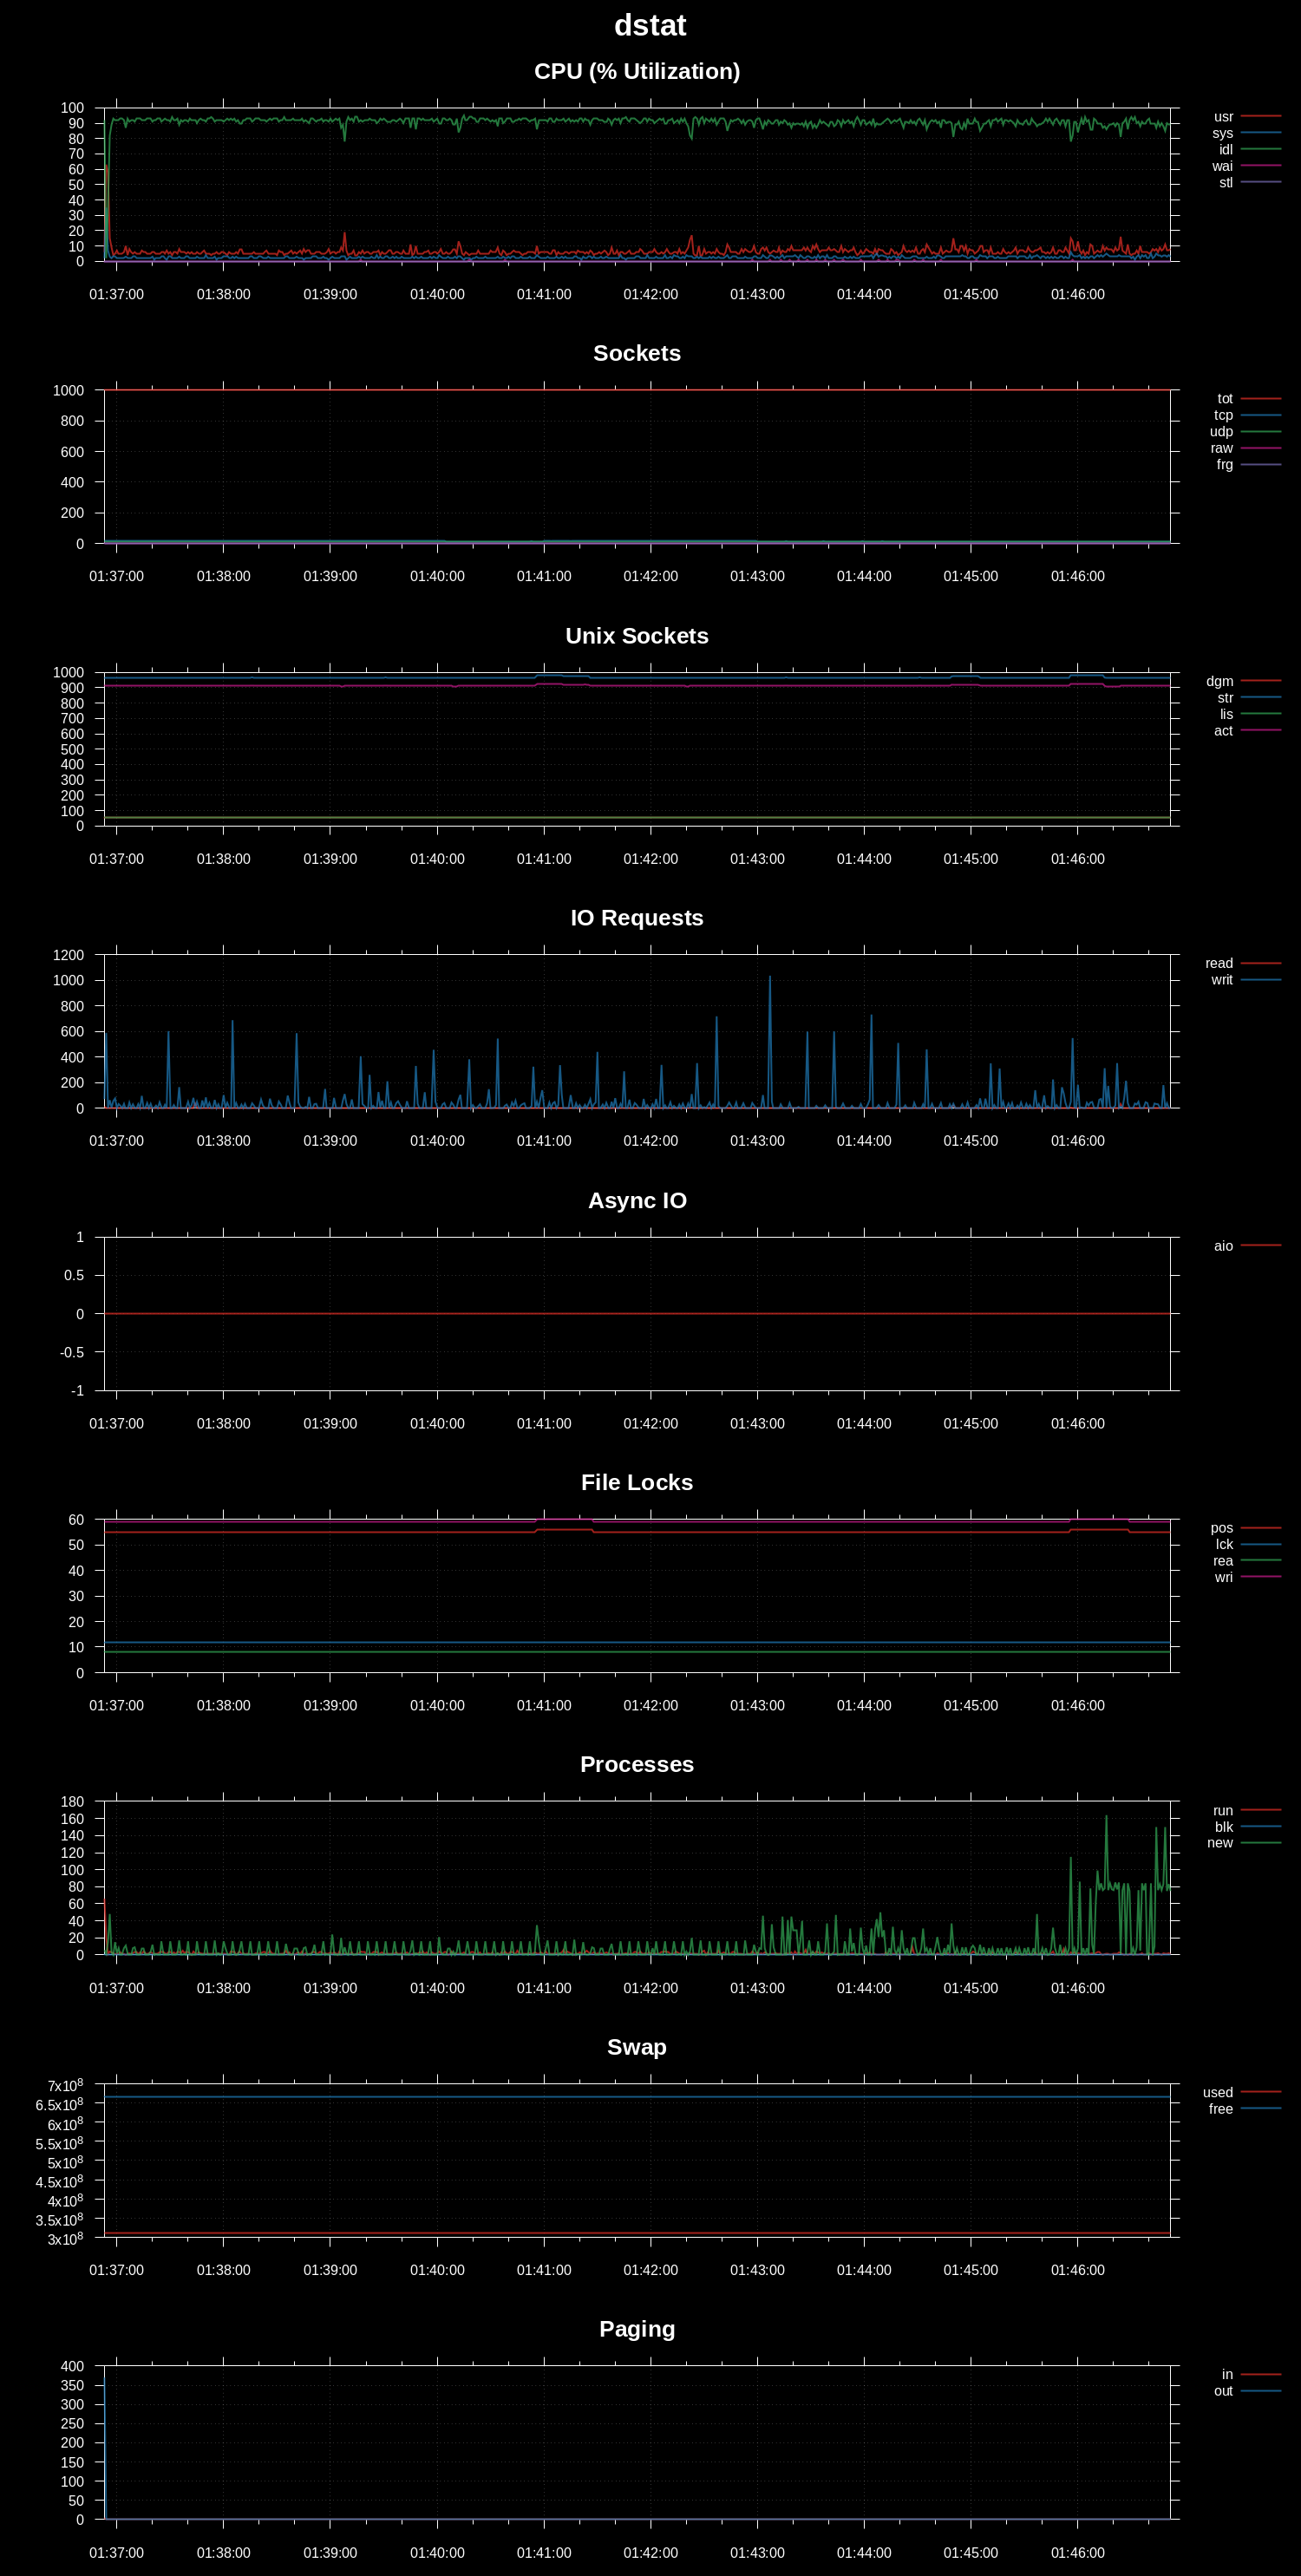 dstat
CPU (% Utilization)
100
90
80
70
60
50
40
30
20
10
0
01:37:00 01:38:00 01:39:00 01:40:00 01:41:00 01:42:00 01:43:00 01:44:00 01:45:00 01:46:00
usr
sys
idl
wai
stl
Sockets
1000
800
600
400
200
0
01:37:00 01:38:00 01:39:00 01:40:00 01:41:00 01:42:00 01:43:00 01:44:00 01:45:00 01:46:00
tot
tcp
udp
raw
frg
Unix Sockets
1000
900
800
700
600
500
400
300
200
100
0
01:37:00 01:38:00 01:39:00 01:40:00 01:41:00 01:42:00 01:43:00 01:44:00 01:45:00 01:46:00
dgm
str
lis
act
IO Requests
1200
1000
800
600
400
200
0
01:37:00 01:38:00 01:39:00 01:40:00 01:41:00 01:42:00 01:43:00 01:44:00 01:45:00 01:46:00
read
writ
Async IO
1
0.5
0
-0.5
-1
01:37:00 01:38:00 01:39:00 01:40:00 01:41:00 01:42:00 01:43:00 01:44:00 01:45:00 01:46:00
aio
File Locks
60
50
40
30
20
10
0
01:37:00 01:38:00 01:39:00 01:40:00 01:41:00 01:42:00 01:43:00 01:44:00 01:45:00 01:46:00
pos
lck
rea
wri
Processes
180
160
140
120
100
80
60
40
20
0
01:37:00 01:38:00 01:39:00 01:40:00 01:41:00 01:42:00 01:43:00 01:44:00 01:45:00 01:46:00
run
blk
new
Swap
7x10⁸
6.5x10⁸
6x10⁸
5.5x10⁸
5x10⁸
4.5x10⁸
4x10⁸
3.5x10⁸
3x10⁸
01:37:00 01:38:00 01:39:00 01:40:00 01:41:00 01:42:00 01:43:00 01:44:00 01:45:00 01:46:00
used
free
Paging
400
350
300
250
200
150
100
50
0
01:37:00 01:38:00 01:39:00 01:40:00 01:41:00 01:42:00 01:43:00 01:44:00 01:45:00 01:46:00
in
out